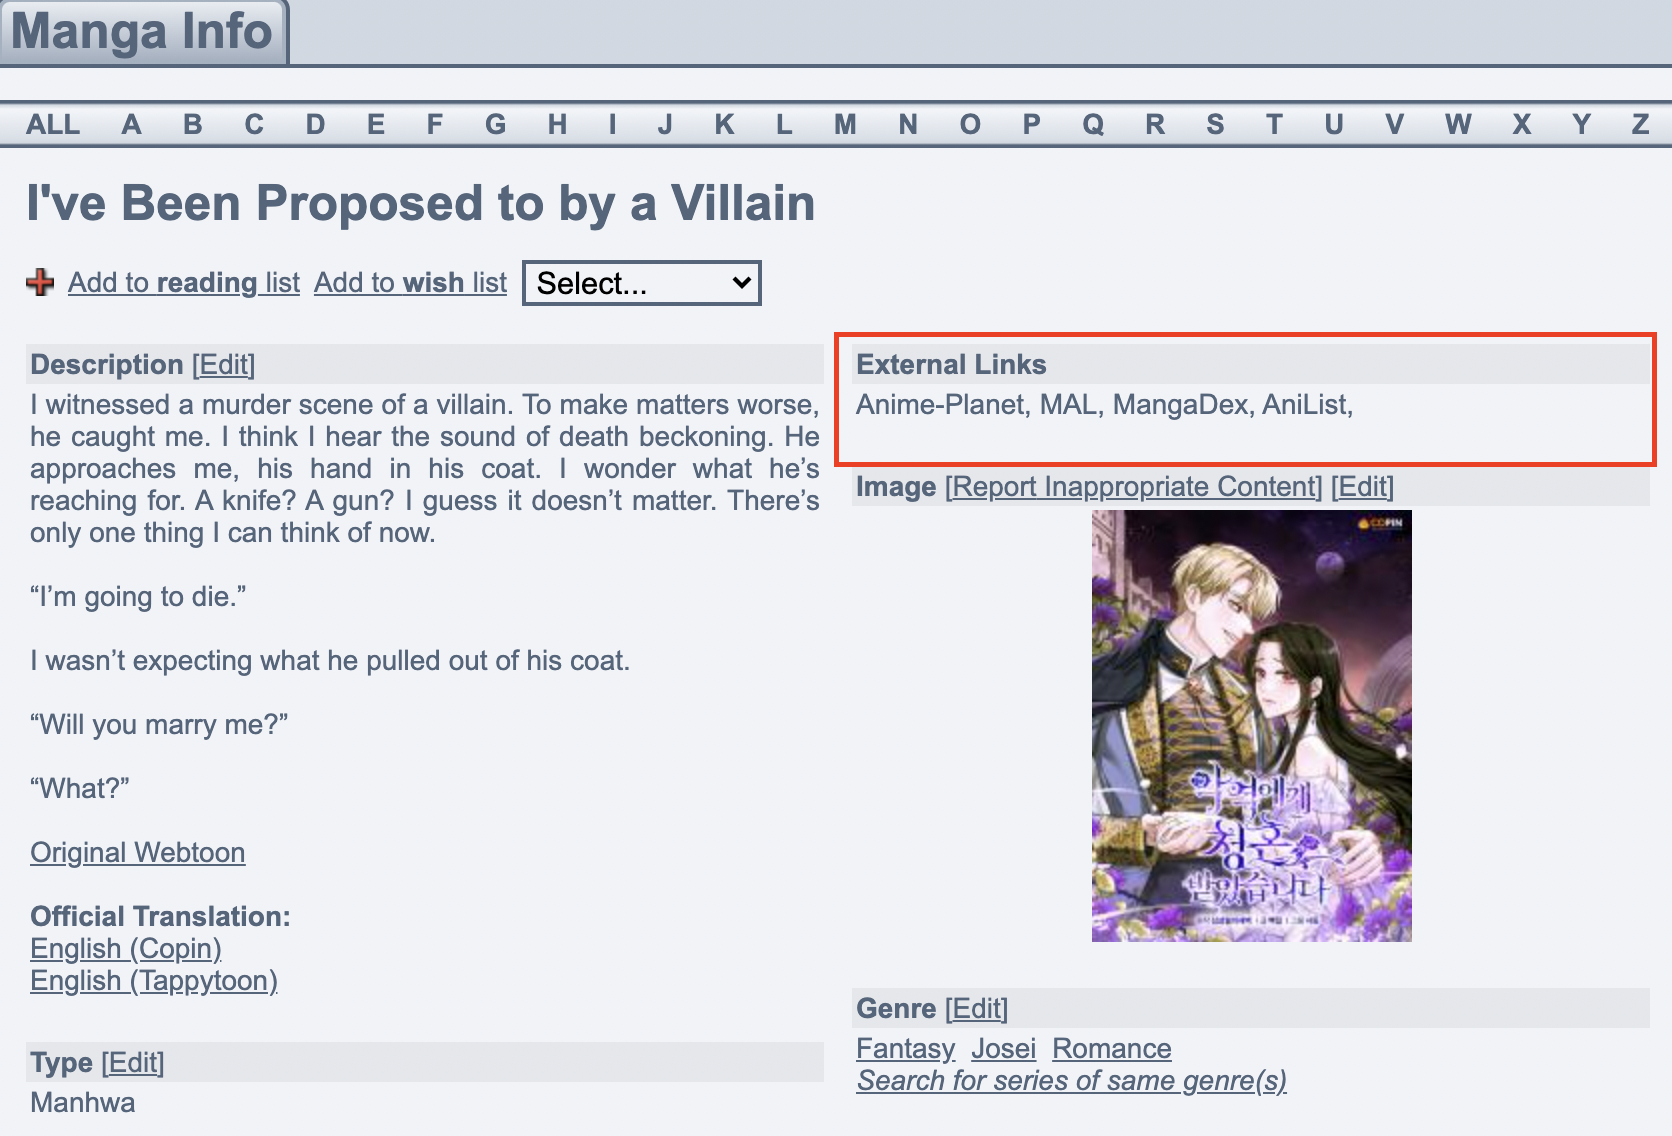 Manga Info
ALL A B C D E F G H I J K L M N O P Q R S T U V W X Y Z
I've Been Proposed to by a Villain
Add to reading list Add to wish list Select...
Description [Edit]
I witnessed a murder scene of a villain. To make matters worse,
he caught me. I think I hear the sound of death beckoning. He
approaches me, his hand in his coat. I wonder what he’s
reaching for. A knife? A gun? I guess it doesn’t matter. There’s
only one thing I can think of now.
“I’m going to die.”
I wasn’t expecting what he pulled out of his coat.
“Will you marry me?”
“What?”
Original Webtoon
Official Translation:
English (Copin)
English (Tappytoon)
Type [Edit]
Manhwa
External Links
Anime-Planet, MAL, MangaDex, AniList,
Image [Report Inappropriate Content] [Edit]
COPIN
악역에게
청혼
받았습니다
Genre [Edit]
Fantasy Josei Romance
Search for series of same genre(s)